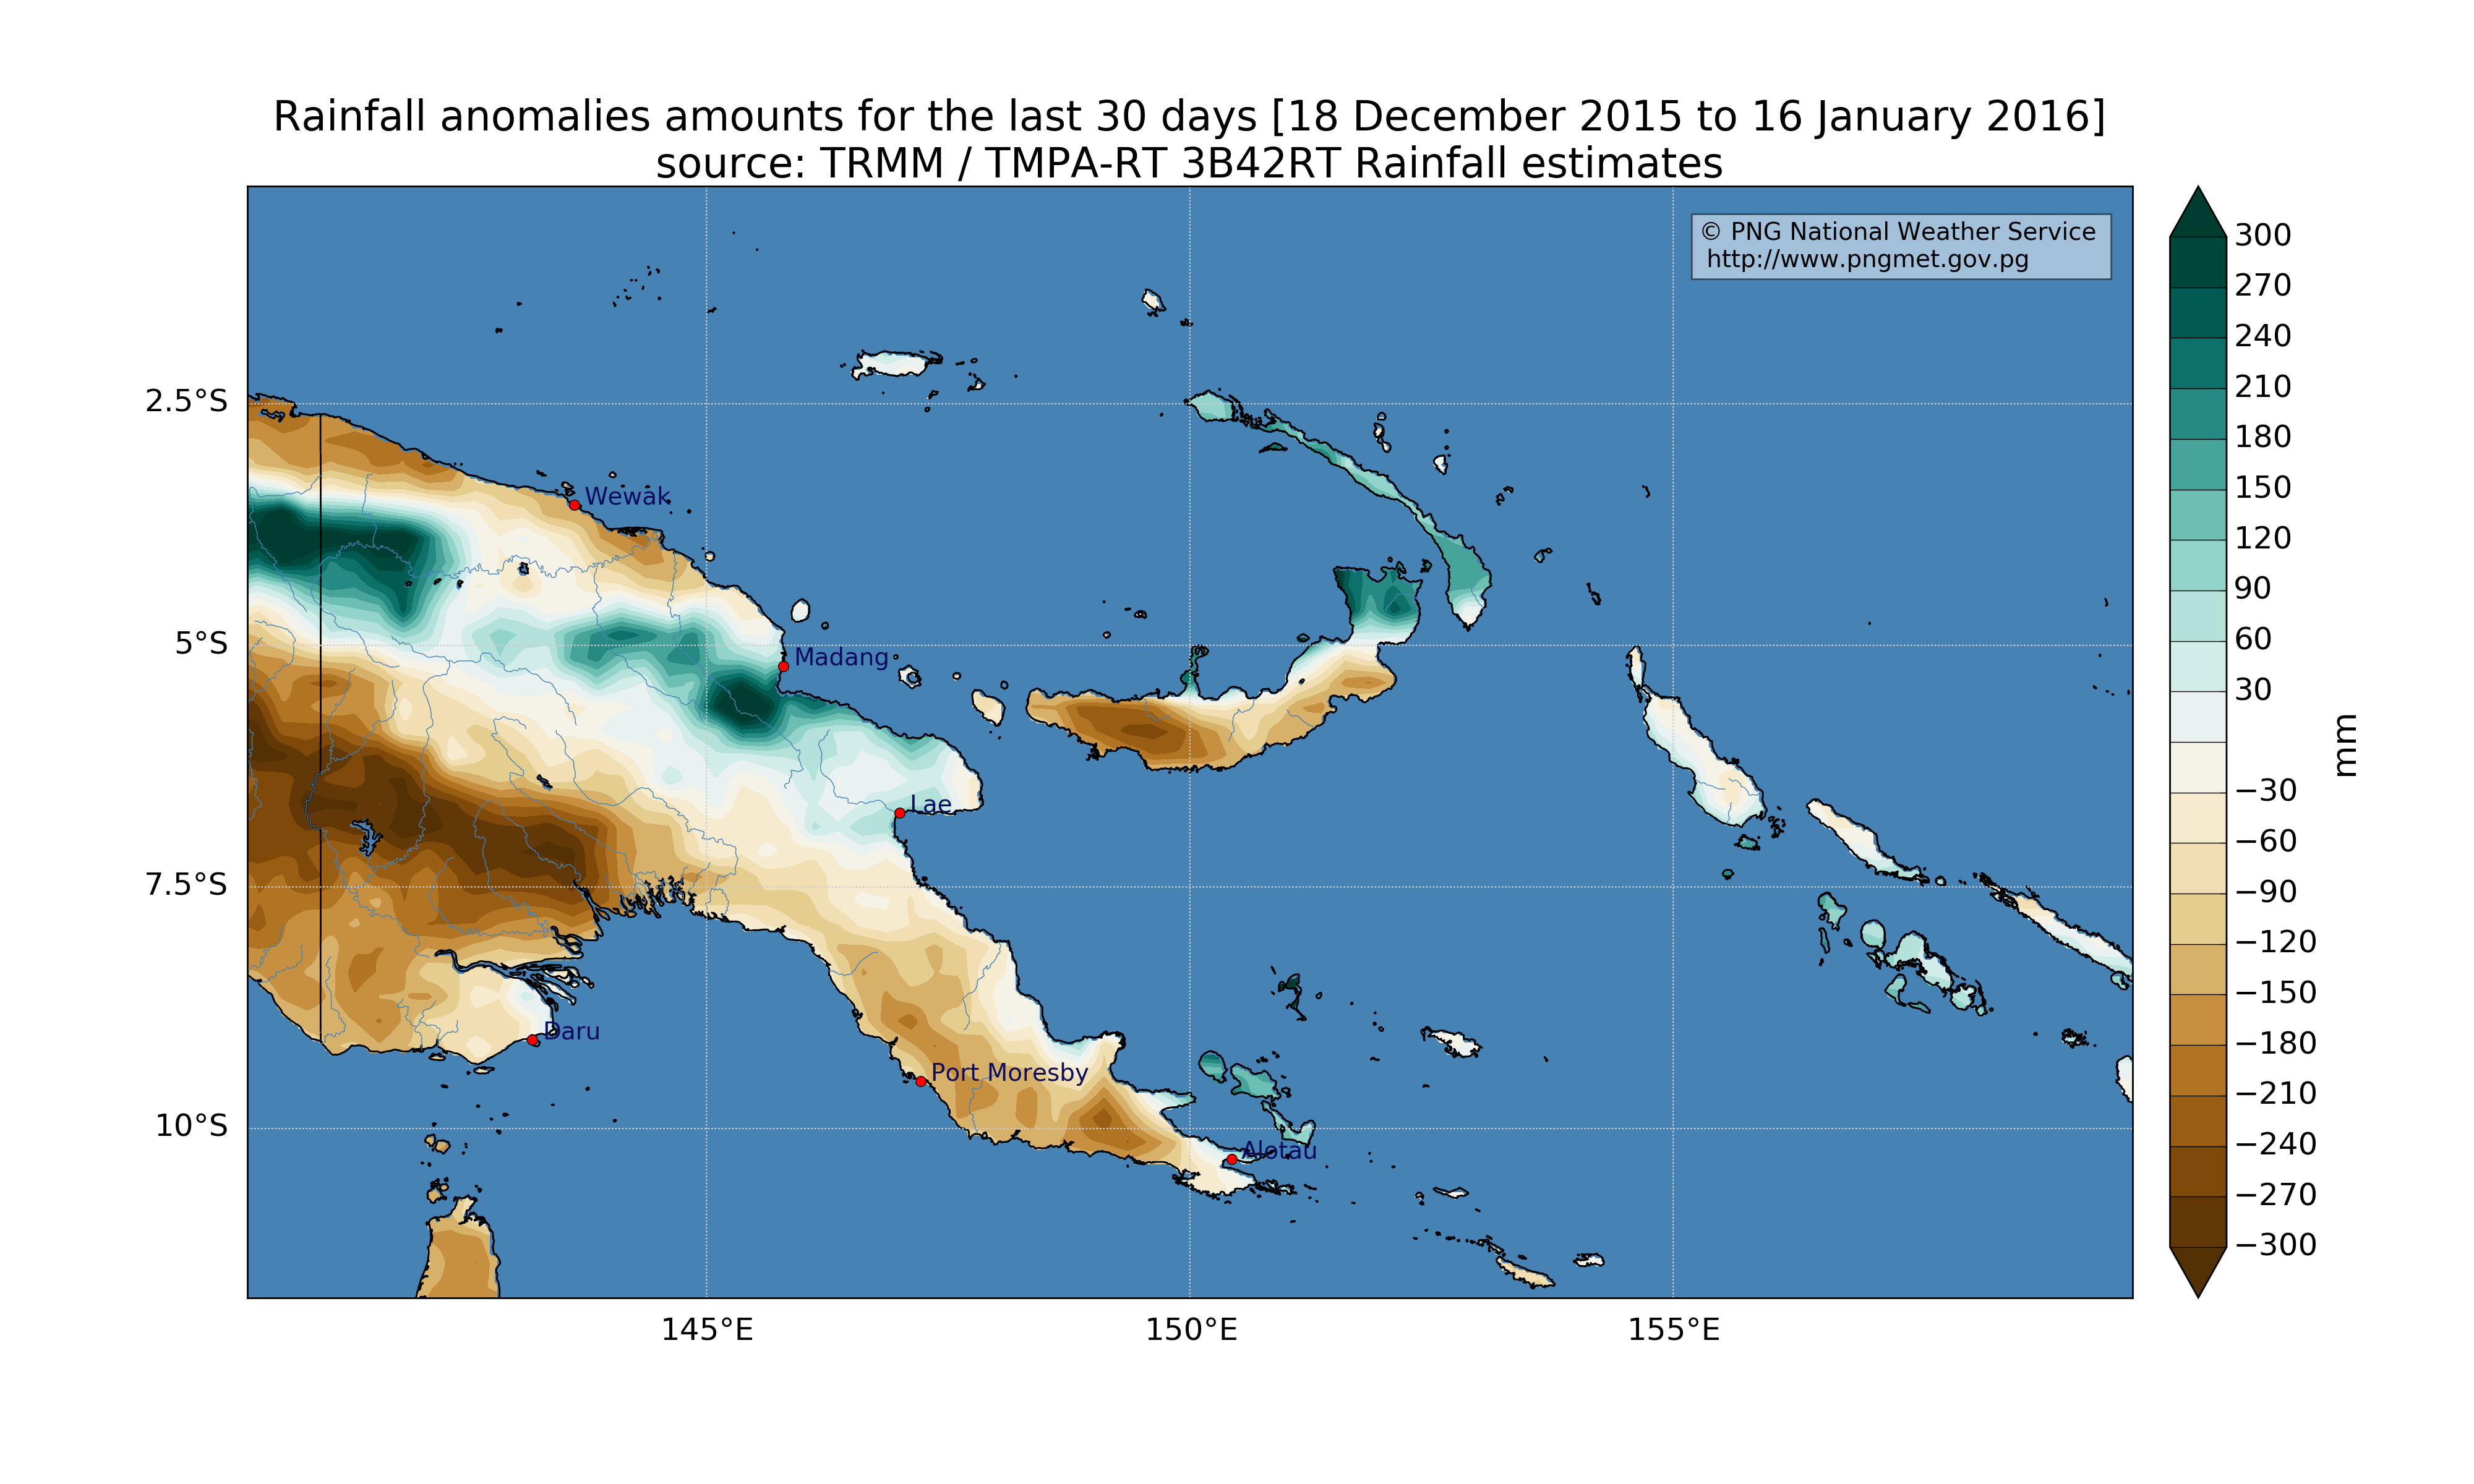 Rainfall anomalies amounts for the last 30 days [18 December 2015 to 16 January 2016]
source: TRMM / TMPA-RT 3B42RT Rainfall estimates
© PNG National Weather Service
http://www.pngmet.gov.pg
2.5°S
5°S
7.5°S
10°S
Wewak
Madang
Lae
Daru
Port Moresby
Alotau
145°E
150°E
155°E
300
270
240
210
180
150
120
90
60
30
−30
−60
−90
−120
−150
−180
−210
−240
−270
−300
mm